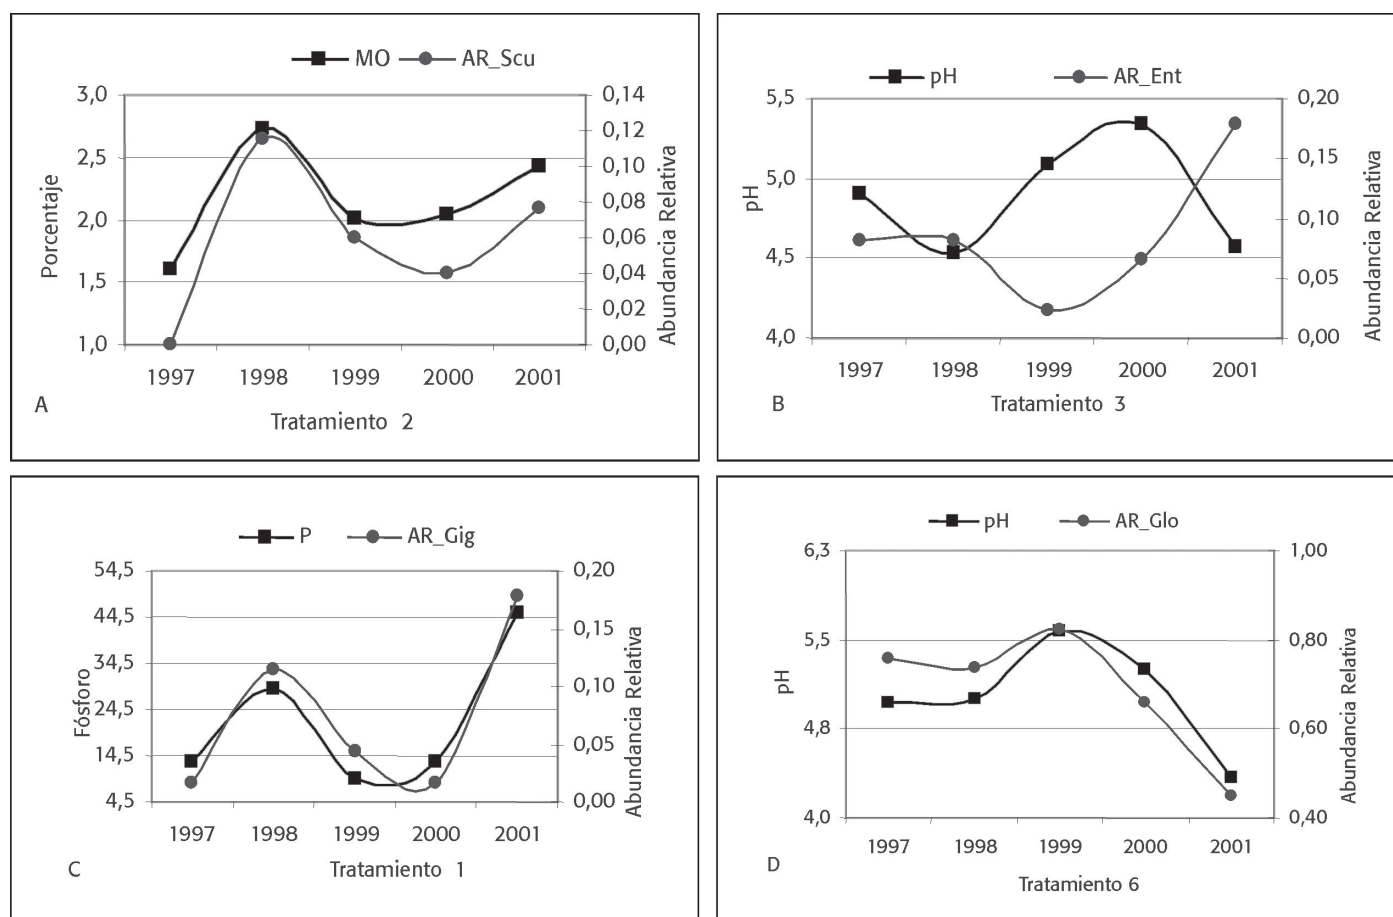 MO AR_Scu
Porcentaje
3,0
2,5
2,0
1,5
1,0
0,14
0,12
0,10
0,08
0,06
0,04
0,02
0,00
Abundancia Relativa
1997 1998 1999 2000 2001
A
Tratamiento 2
pH AR_Ent
pH
5,5
5,0
4,5
4,0
0,20
0,15
0,10
0,05
0,00
Abundancia Relativa
1997 1998 1999 2000 2001
B
Tratamiento 3
P AR_Gig
Fósforo
54,5
44,5
34,5
24,5
14,5
4,5
0,20
0,15
0,10
0,05
0,00
Abundancia Relativa
1997 1998 1999 2000 2001
C
Tratamiento 1
pH AR_Glo
pH
6,3
5,5
4,8
4,0
1,00
0,80
0,60
0,40
Abundancia Relativa
1997 1998 1999 2000 2001
D
Tratamiento 6